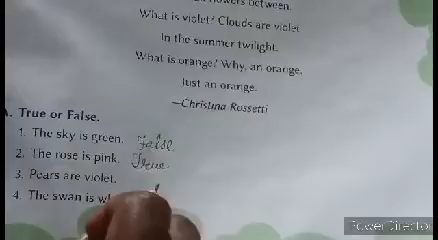 flowers between.
What is violet? Clouds are violet
In the summer twilight.
What is orange? Why, an orange,
Just an orange.
—Christina Rossetti
A. True or False.
1. The sky is green. False
2. The rose is pink. True
3. Pears are violet.
4. The swan is
PowerDirector